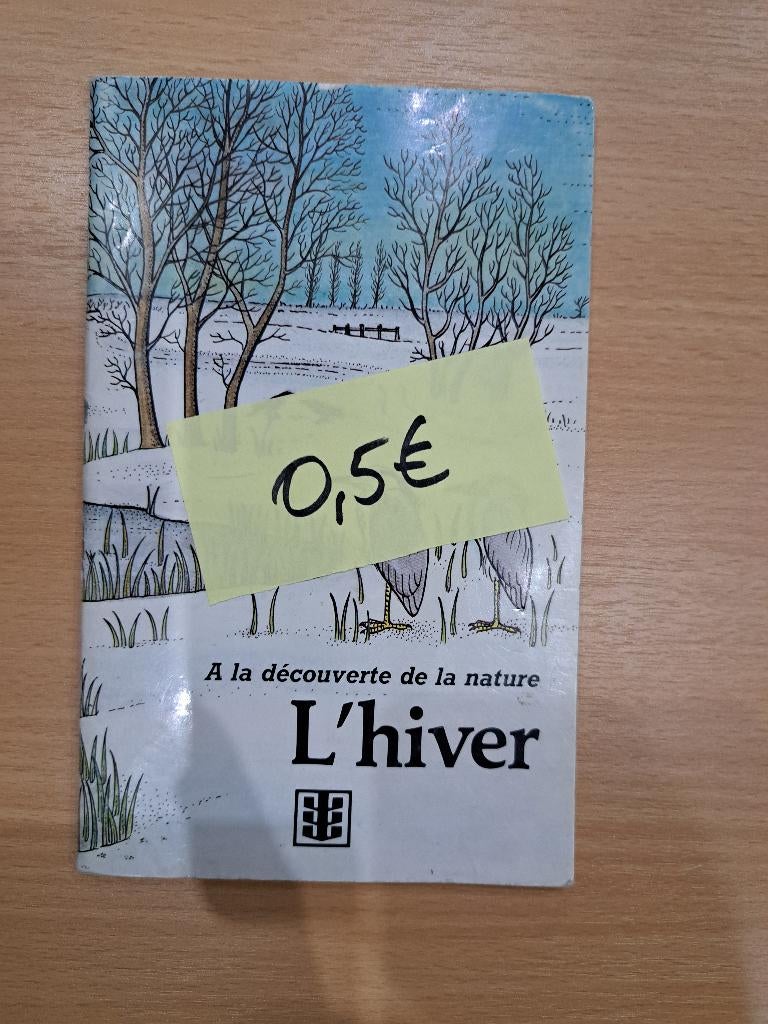 0,5€
A la découverte de la nature
L'hiver